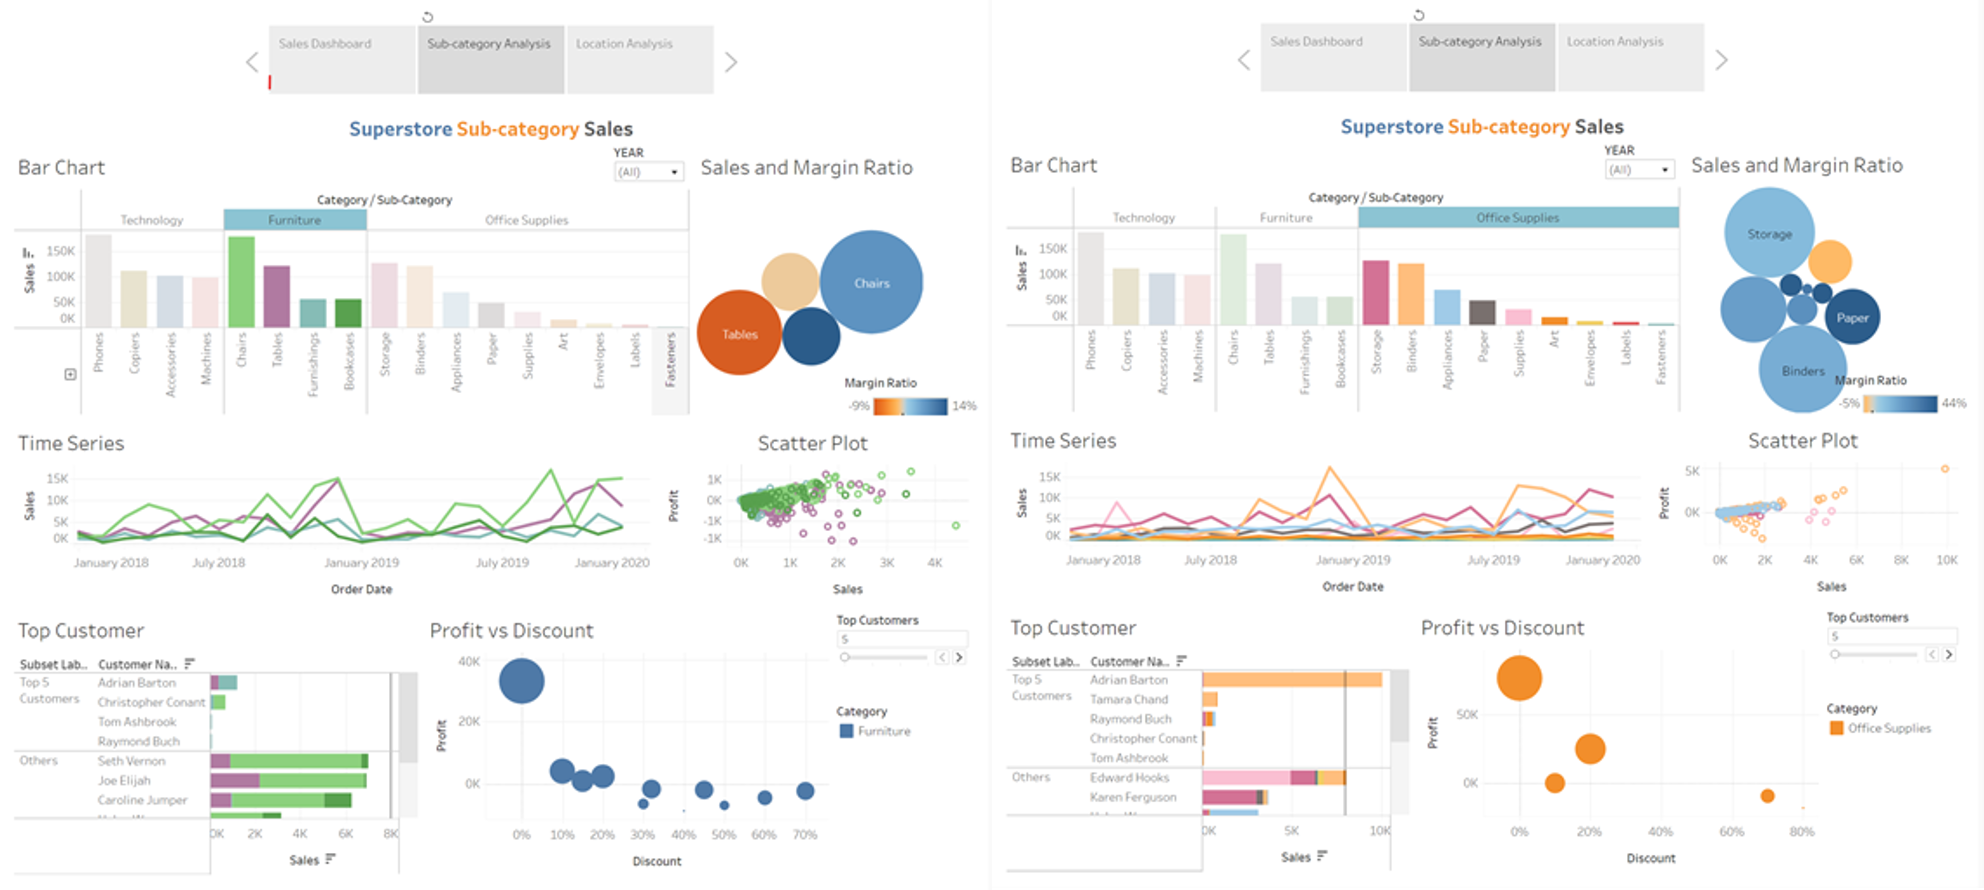 Sales Dashboard
Sub-category Analysis
Location Analysis
Superstore Sub-category Sales
Bar Chart
YEAR
(All)
Sales and Margin Ratio
Category / Sub-Category
Technology
Furniture
Office Supplies
Sales
150K
100K
50K
0K
Phones
Copiers
Accessories
Machines
Chairs
Tables
Furnishings
Bookcases
Storage
Binders
Appliances
Paper
Supplies
Art
Envelopes
Labels
Fasteners
Chairs
Tables
Margin Ratio
-9%
14%
Time Series
Sales
15K
10K
5K
0K
January 2018
July 2018
January 2019
July 2019
January 2020
Order Date
Scatter Plot
Profit
1K
0K
-1K
-1K
0K
1K
2K
3K
4K
Sales
Top Customer
Subset Lab..
Customer Na..
Top 5
Customers
Adrian Barton
Christopher Conant
Tom Ashbrook
Raymond Buch
Others
Seth Vernon
Joe Elijah
Caroline Jumper
0K
2K
4K
6K
8K
Sales
Profit vs Discount
Profit
40K
20K
0K
0%
10%
20%
30%
40%
50%
60%
70%
Discount
Top Customers
5
Category
Furniture
Sales Dashboard
Sub-category Analysis
Location Analysis
Superstore Sub-category Sales
Bar Chart
YEAR
(All)
Sales and Margin Ratio
Category / Sub-Category
Technology
Furniture
Office Supplies
Sales
150K
100K
50K
0K
Phones
Copiers
Accessories
Machines
Chairs
Tables
Furnishings
Bookcases
Storage
Binders
Appliances
Paper
Supplies
Art
Envelopes
Labels
Fasteners
Storage
Paper
Binders
Margin Ratio
-5%
44%
Time Series
Sales
15K
10K
5K
0K
January 2018
July 2018
January 2019
July 2019
January 2020
Order Date
Scatter Plot
Profit
5K
0K
0K
2K
4K
6K
8K
10K
Sales
Top Customer
Subset Lab..
Customer Na..
Top 5
Customers
Adrian Barton
Tamara Chand
Raymond Buch
Christopher Conant
Tom Ashbrook
Others
Edward Hooks
Karen Ferguson
0K
5K
10K
Sales
Profit vs Discount
Profit
50K
0K
0%
20%
40%
60%
80%
Discount
Top Customers
5
Category
Office Supplies